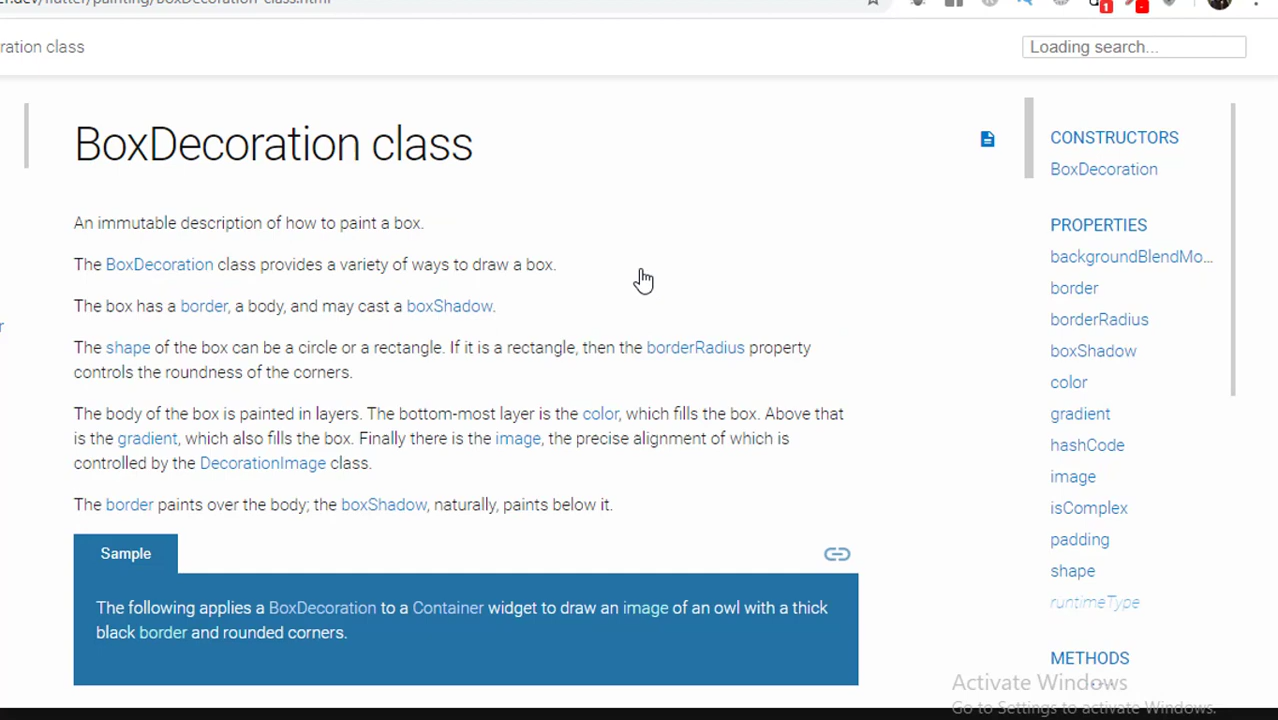 er.dev/flutter/painting/BoxDecoration-class.html
1
ration class
Loading search...
BoxDecoration class
An immutable description of how to paint a box.
The BoxDecoration class provides a variety of ways to draw a box.
The box has a border, a body, and may cast a boxShadow.
The shape of the box can be a circle or a rectangle. If it is a rectangle, then the borderRadius property
controls the roundness of the corners.
The body of the box is painted in layers. The bottom-most layer is the color, which fills the box. Above that
is the gradient, which also fills the box. Finally there is the image, the precise alignment of which is
controlled by the DecorationImage class.
The border paints over the body; the boxShadow, naturally, paints below it.
Sample
The following applies a BoxDecoration to a Container widget to draw an image of an owl with a thick
black border and rounded corners.
CONSTRUCTORS
BoxDecoration
PROPERTIES
backgroundBlendMo...
border
borderRadius
boxShadow
color
gradient
hashCode
image
isComplex
padding
shape
runtimeType
METHODS
Activate Windows
Go to Settings to activate Windows.